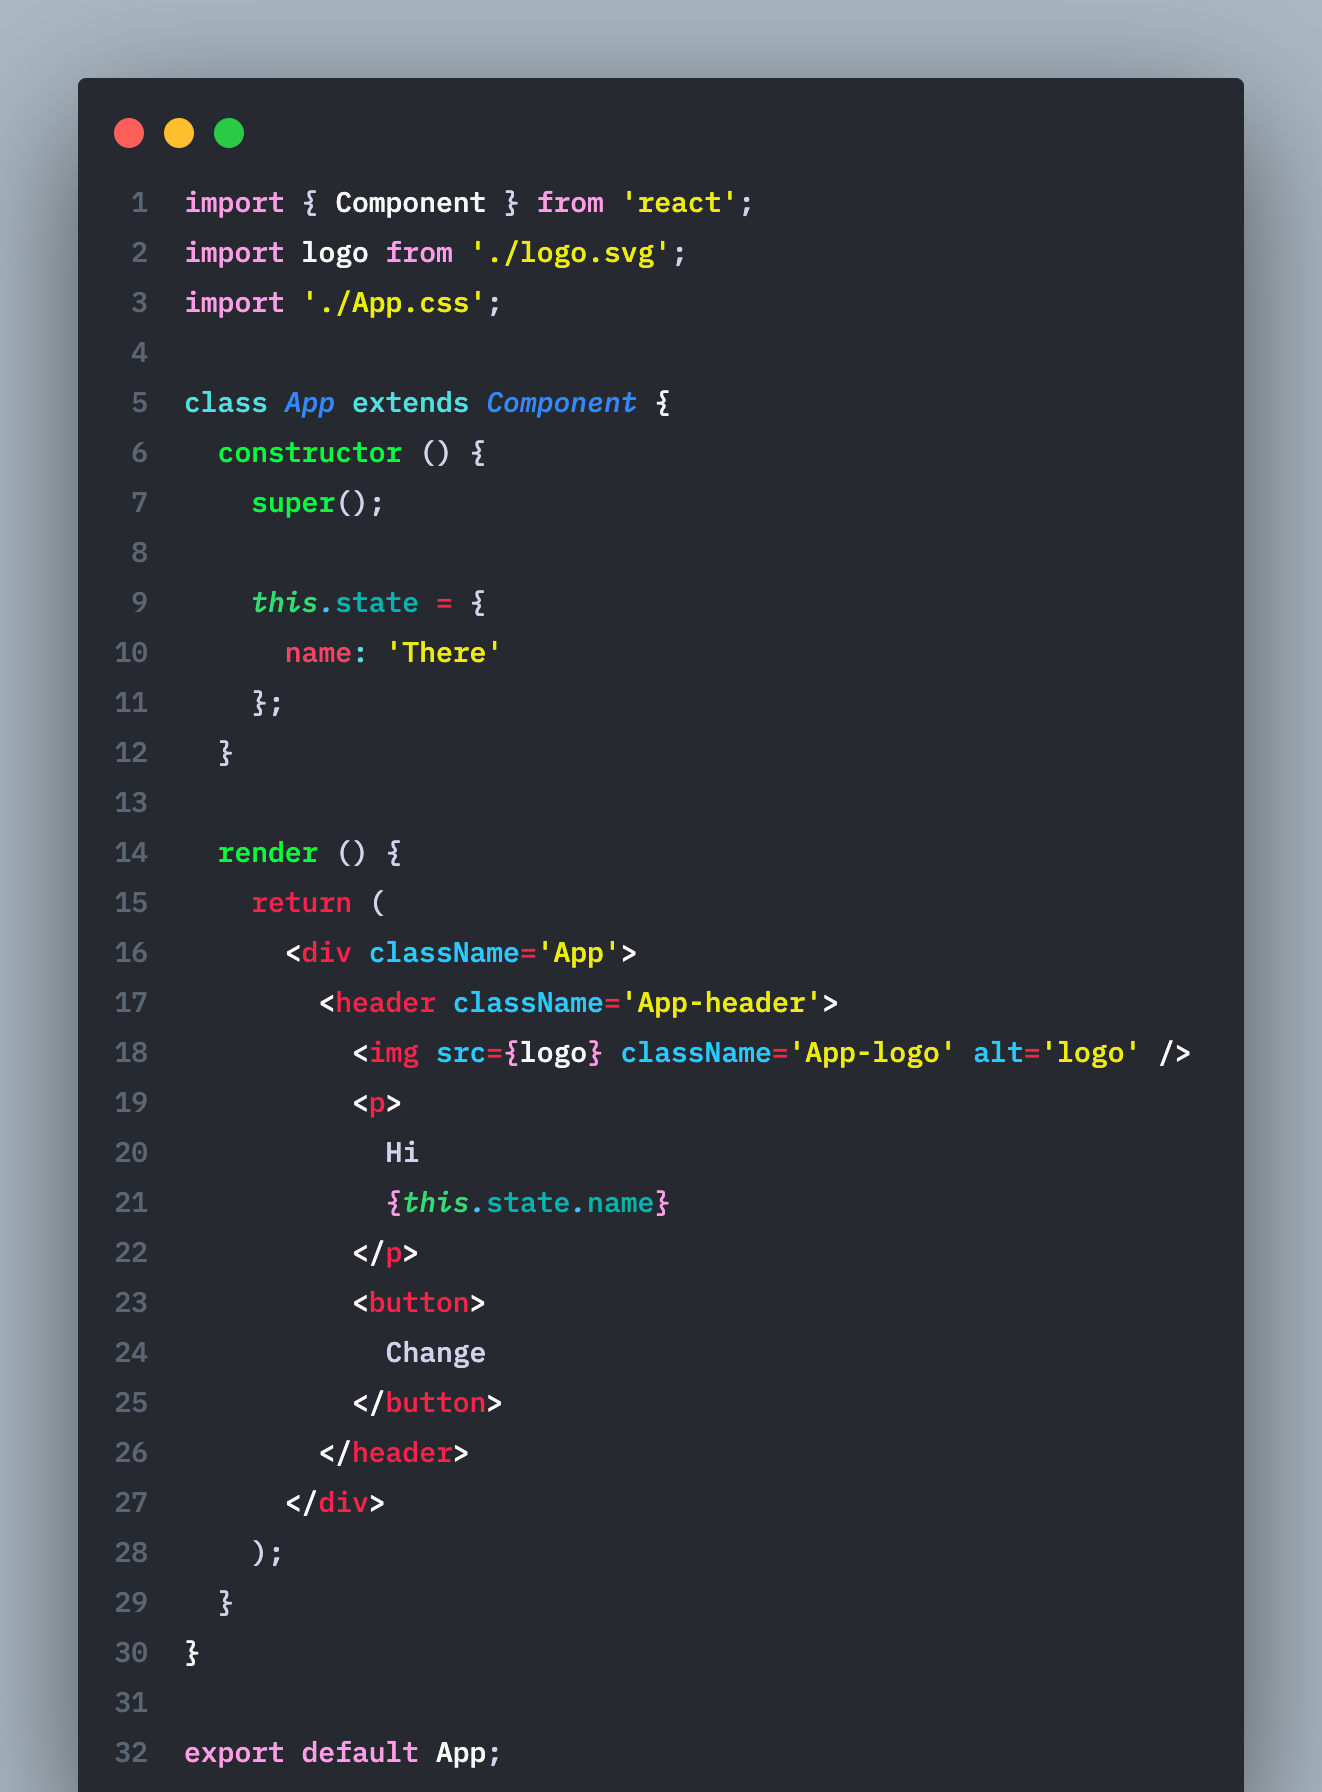 1 import { Component } from 'react';
2 import logo from './logo.svg';
3 import './App.css';
4
5 class App extends Component {
6   constructor () {
7     super();
8
9     this.state = {
10       name: 'There'
11     };
12   }
13
14   render () {
15     return (
16       <div className='App'>
17         <header className='App-header'>
18           <img src={logo} className='App-logo' alt='logo' />
19           <p>
20             Hi
21             {this.state.name}
22           </p>
23           <button>
24             Change
25           </button>
26         </header>
27       </div>
28     );
29   }
30 }
31
32 export default App;